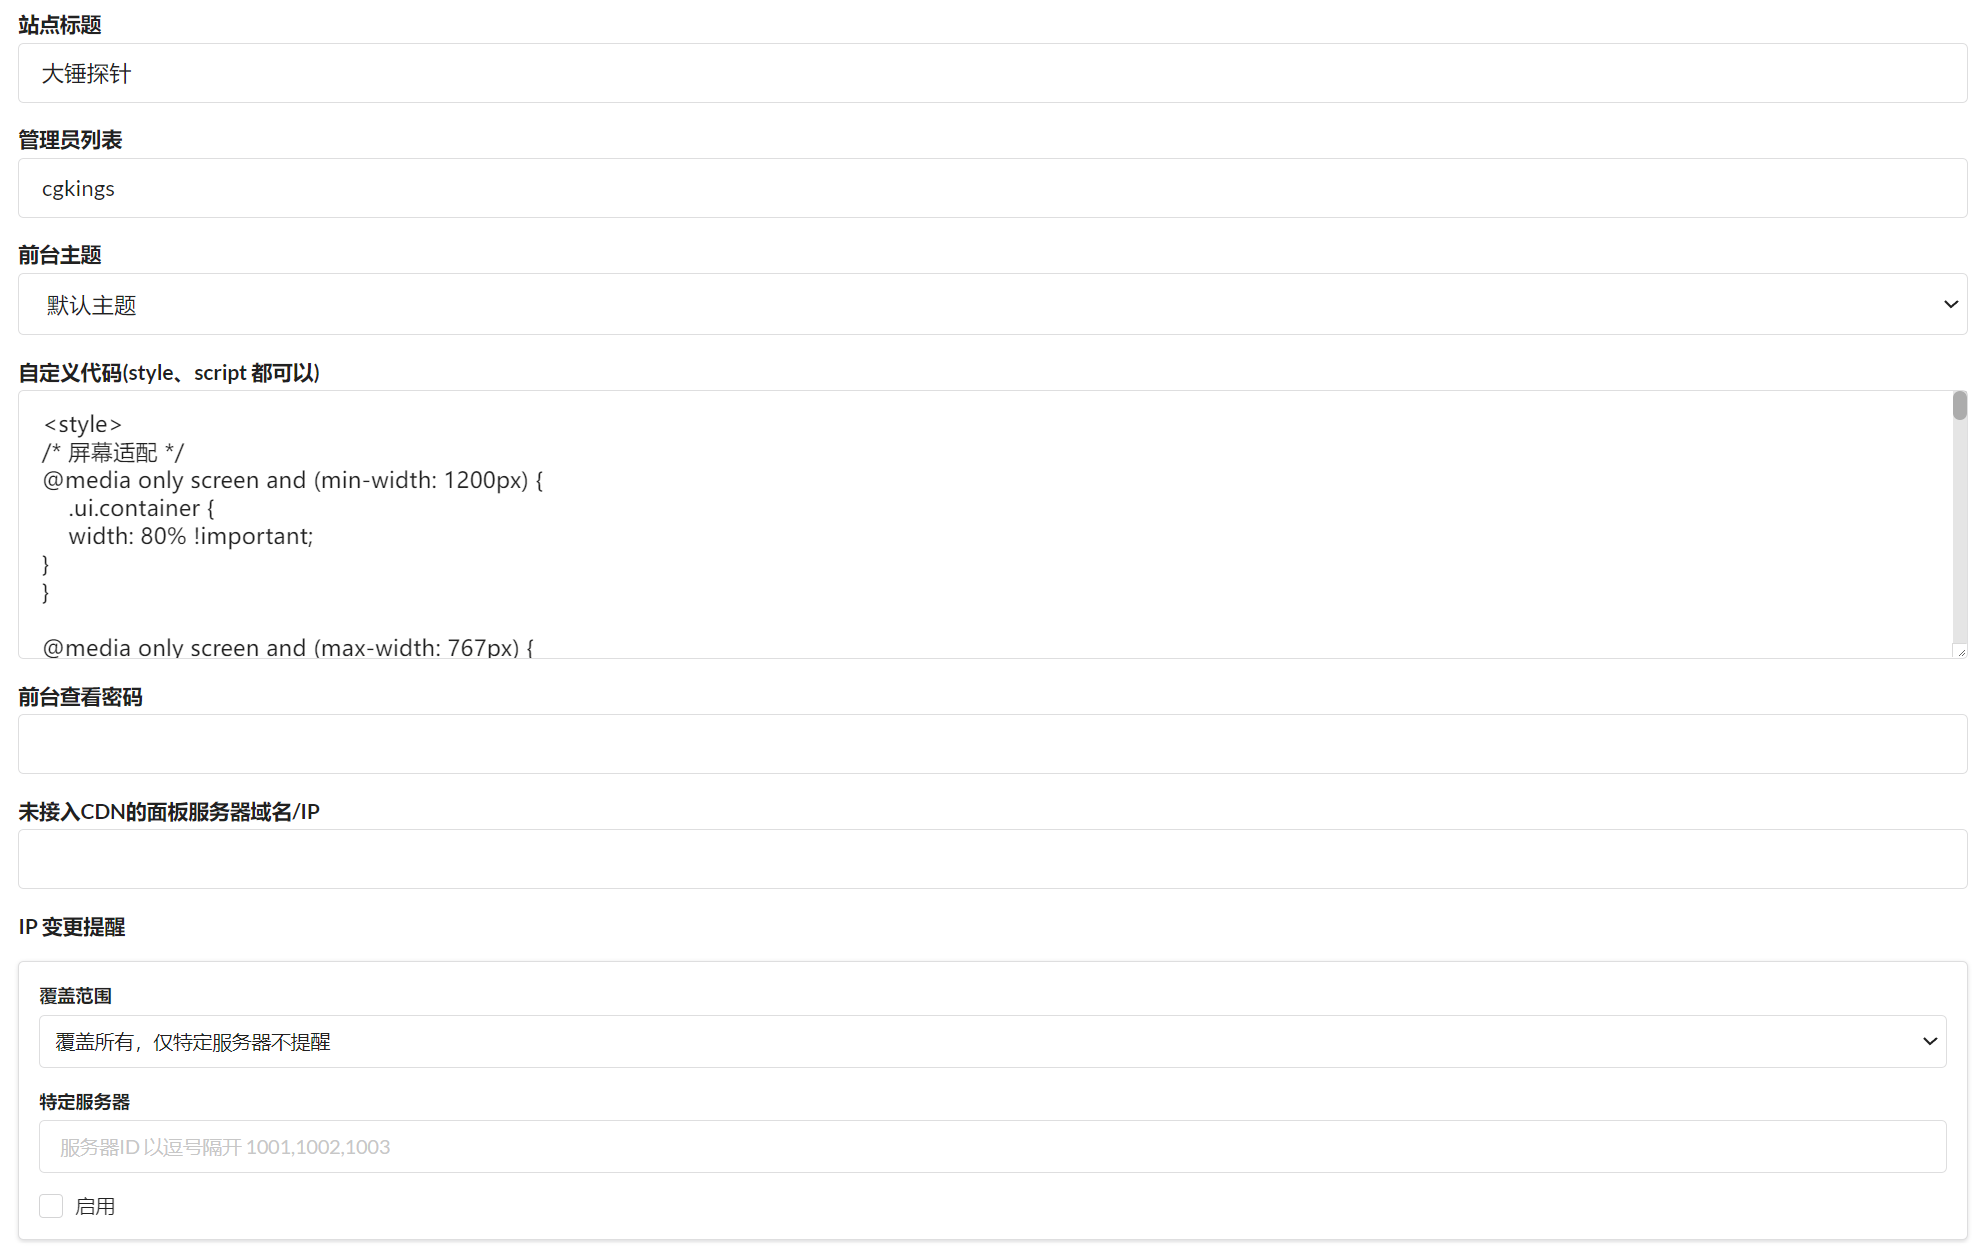 站点标题
大锤探针
管理员列表
cgkings
前台主题
默认主题
自定义代码(style、script 都可以)
<style>
/* 屏幕适配 */
@media only screen and (min-width: 1200px) {
.ui.container {
width: 80% !important;
}
}
@media only screen and (max-width: 767px) {
前台查看密码
未接入CDN的面板服务器域名/IP
IP 变更提醒
覆盖范围
覆盖所有，仅特定服务器不提醒
特定服务器
服务器ID 以逗号隔开 1001,1002,1003
启用